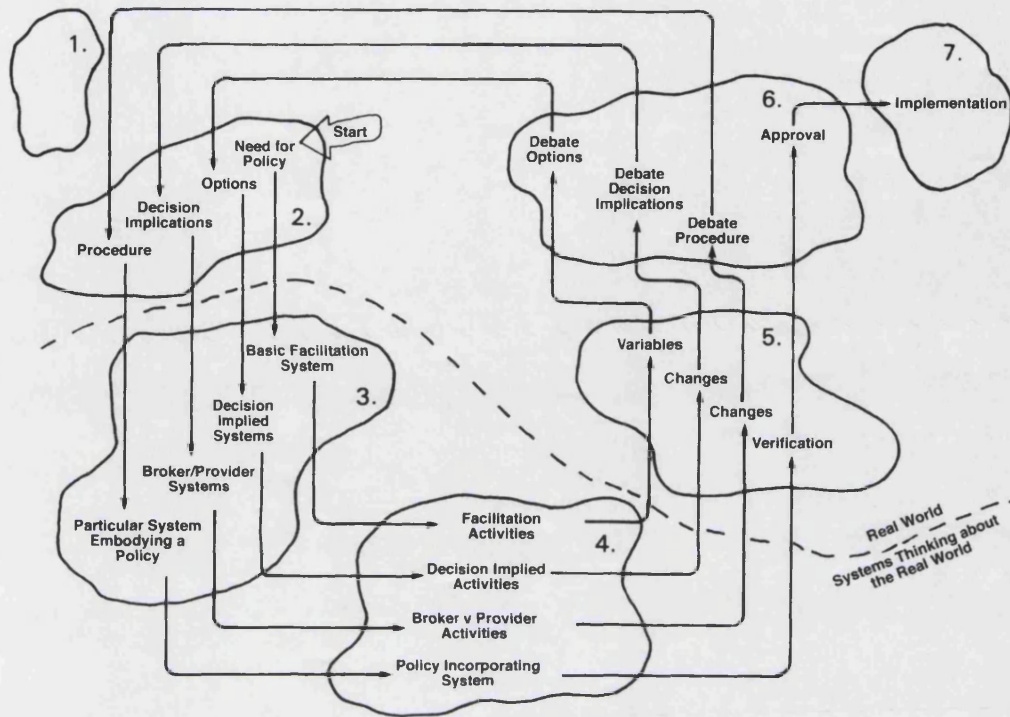 1.
7.
Implementation
6.
Approval
Start
Need for
Policy
Options
Decision
Implications
2.
Procedure
Debate
Options
Debate
Decision
Implications
Debate
Procedure
Basic Facilitation
System
3.
Decision
Implied
Systems
Broker/Provider
Systems
Particular System
Embodying a
Policy
Variables
5.
Changes
Changes
Verification
Facilitation
Activities
4.
Decision Implied
Activities
Broker v Provider
Activities
Policy Incorporating
System
Real World
Systems Thinking about
the Real World